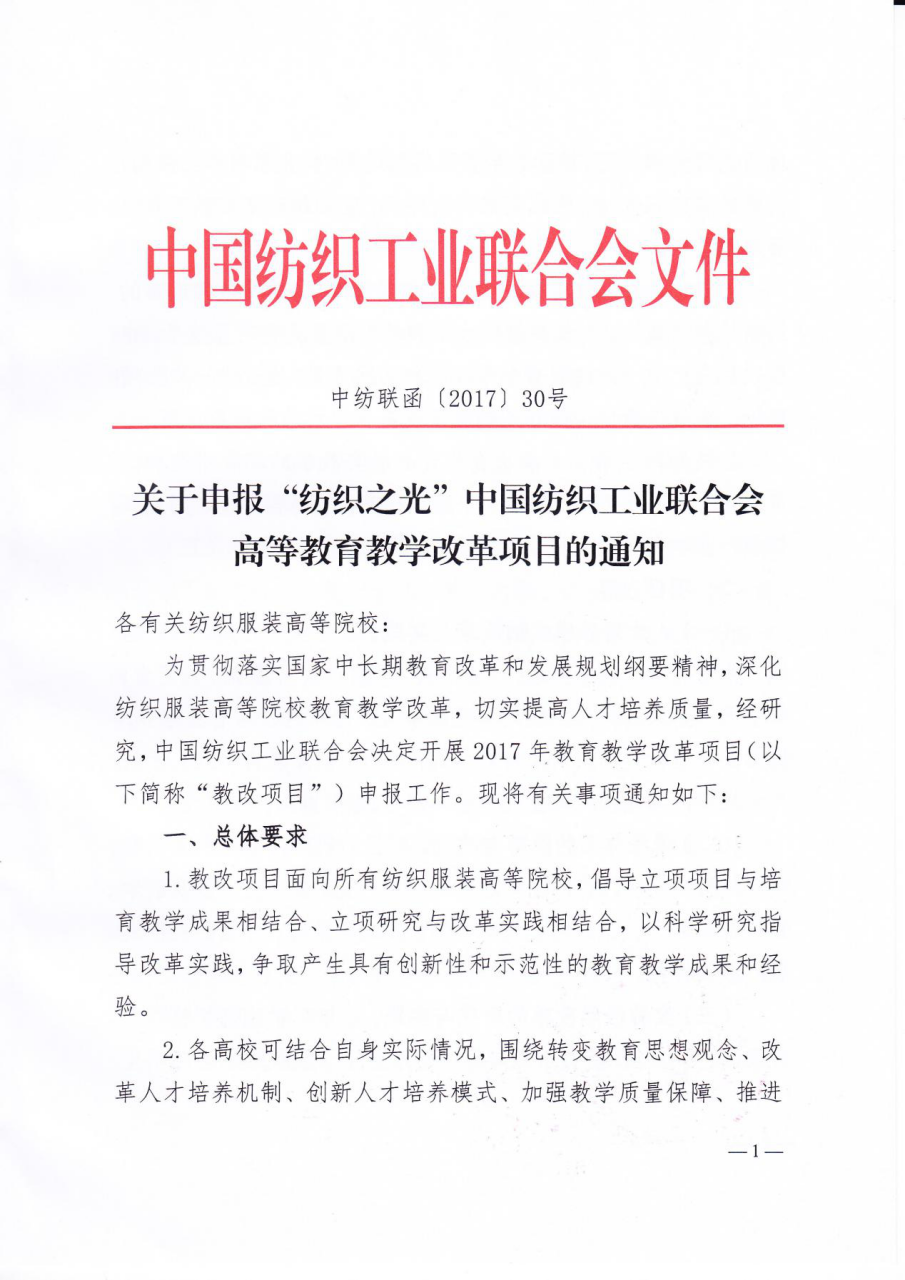 中国纺织工业联合会文件
中纺联函〔2017〕30号
关于申报“纺织之光”中国纺织工业联合会
高等教育教学改革项目的通知
各有关纺织服装高等院校：
为贯彻落实国家中长期教育改革和发展规划纲要精神，深化
纺织服装高等院校教育教学改革，切实提高人才培养质量，经研
究，中国纺织工业联合会决定开展2017年教育教学改革项目（以
下简称“教改项目”）申报工作。现将有关事项通知如下：
一、总体要求
1.教改项目面向所有纺织服装高等院校，倡导立项项目与培
育教学成果相结合、立项研究与改革实践相结合，以科学研究指
导改革实践，争取产生具有创新性和示范性的教育教学成果和经
验。
2.各高校可结合自身实际情况，围绕转变教育思想观念、改
革人才培养机制、创新人才培养模式、加强教学质量保障、推进
—1—